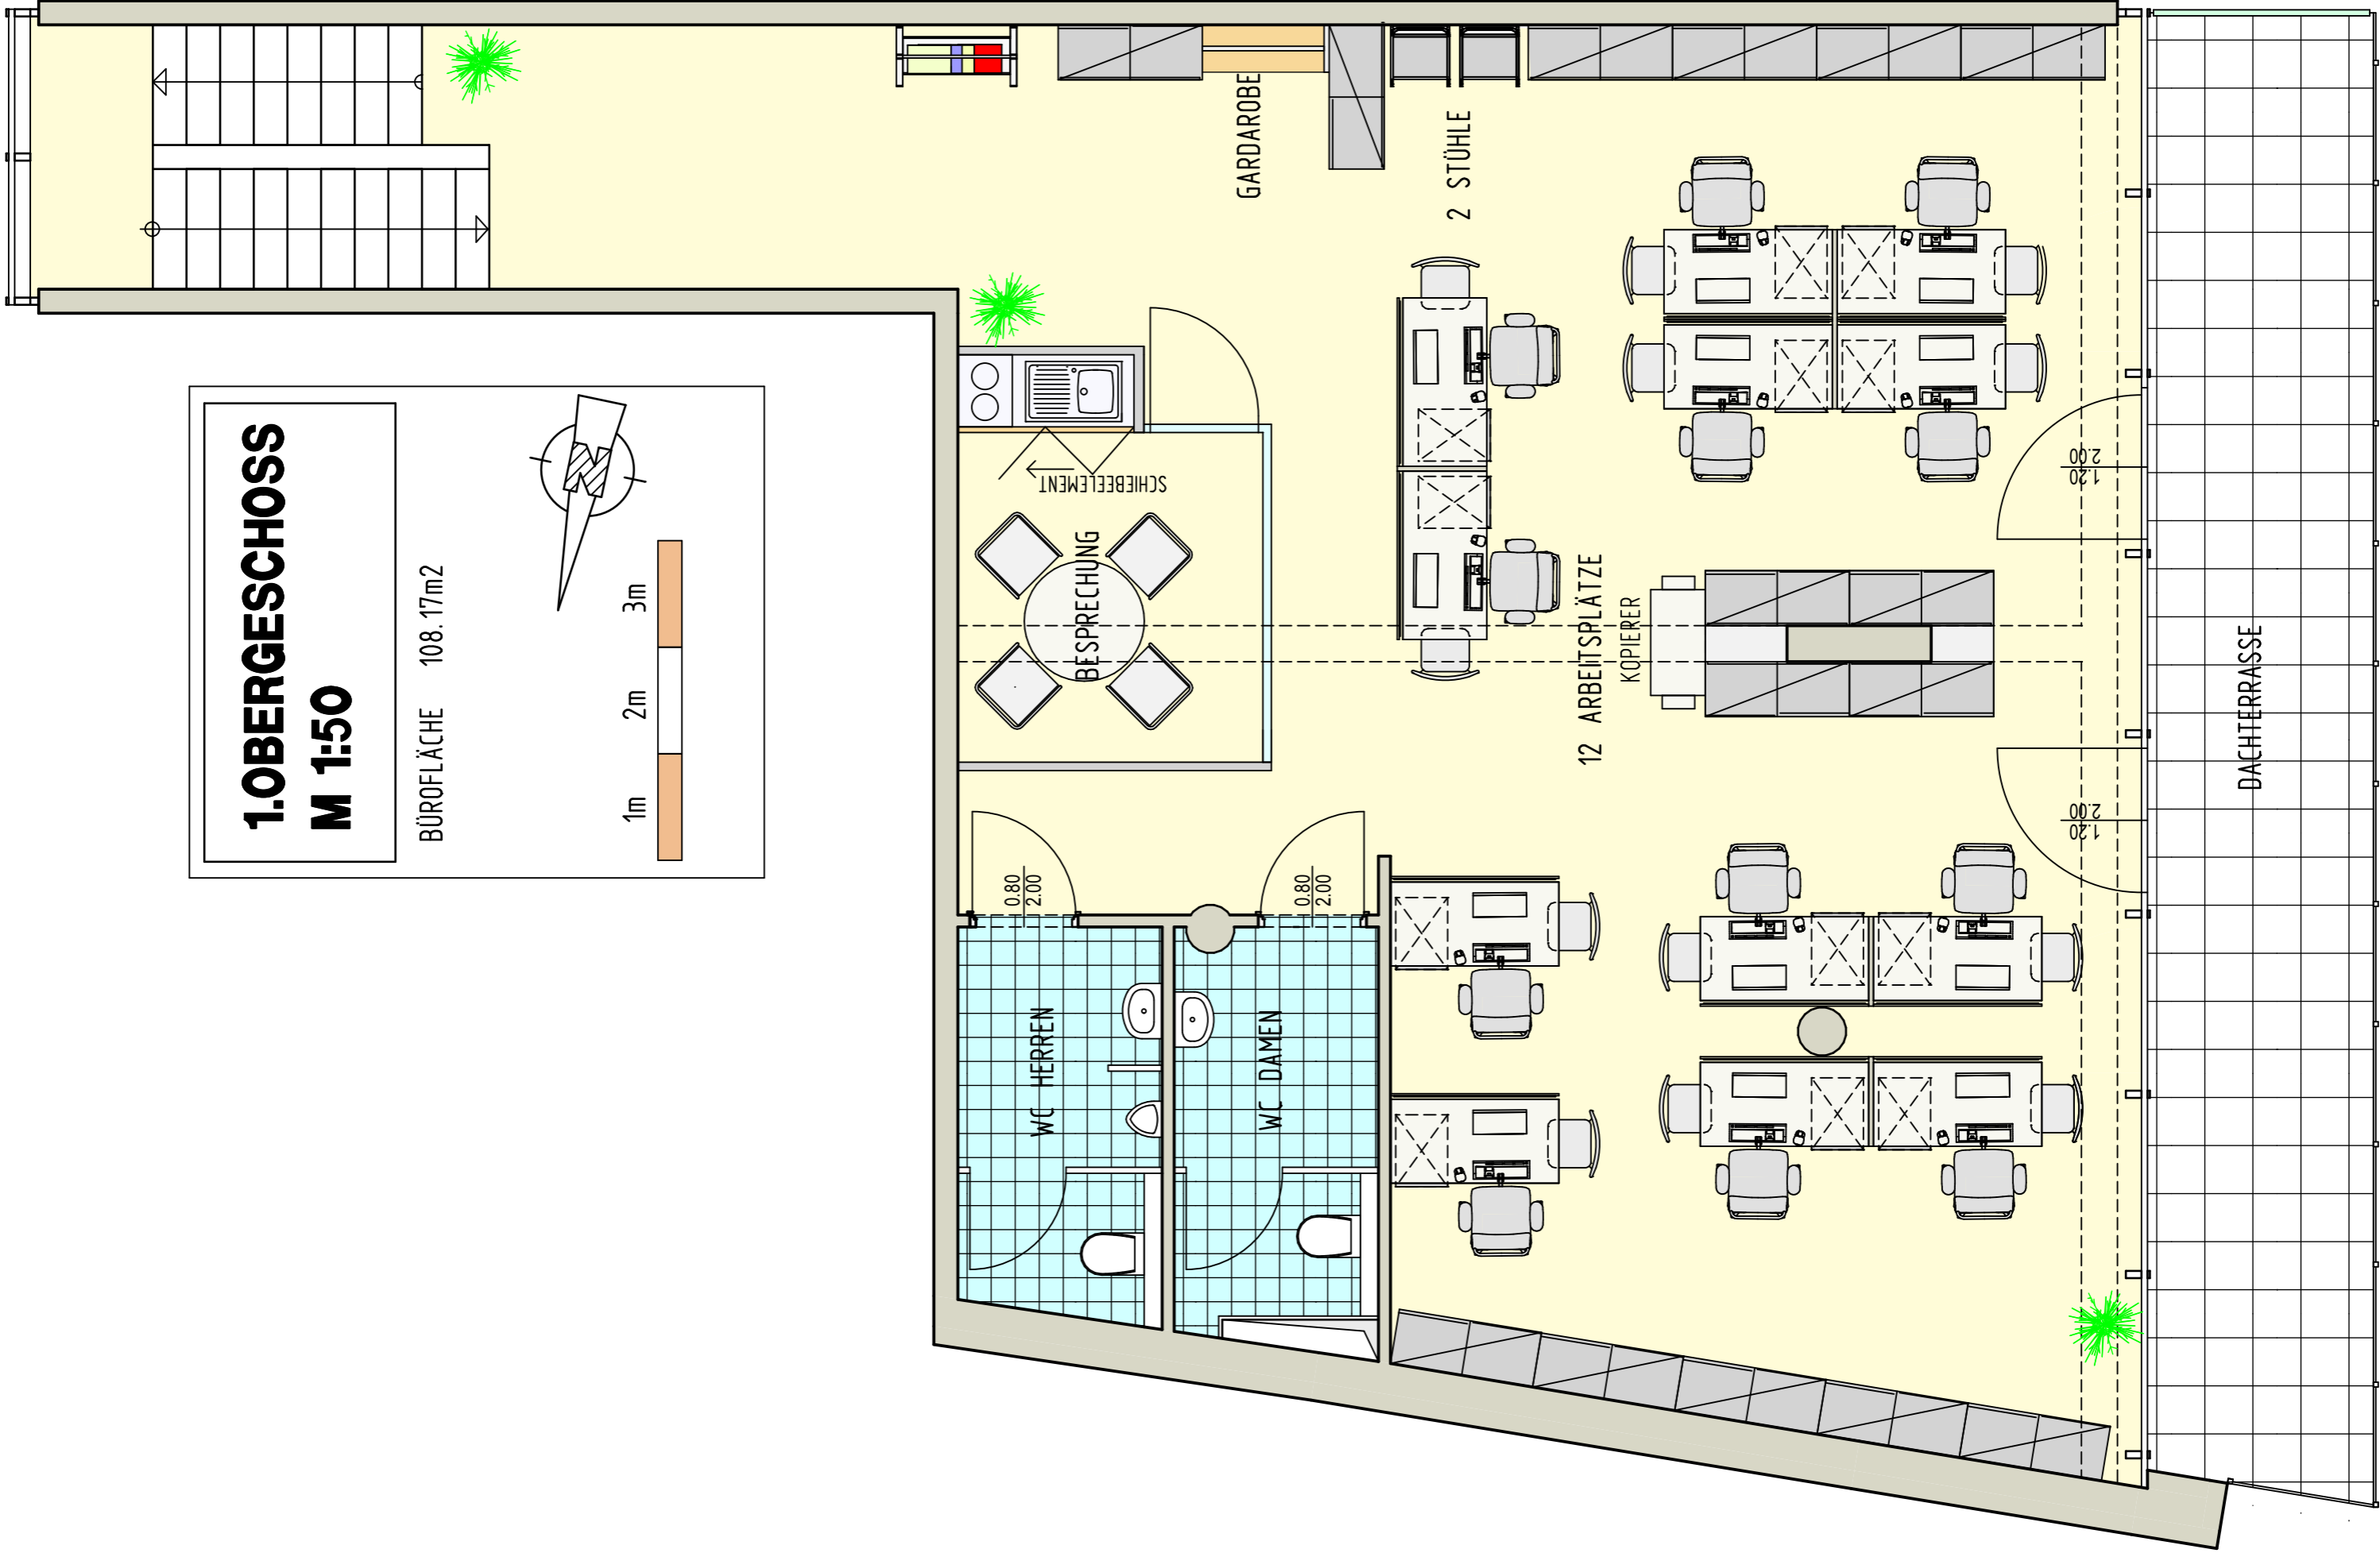 1.OBERGESCHOSS
M 1:50
BÜROFLÄCHE 108.17m2
1m 2m 3m
GARDAROBE
2 STÜHLE
SCHIEBEELEMENT
BESPRECHUNG
12 ARBEITSPLÄTZE
KOPIERER
1.20
2.00
1.20
2.00
DACHTERRASSE
0.80
2.00
0.80
2.00
WC HERREN
WC DAMEN
N